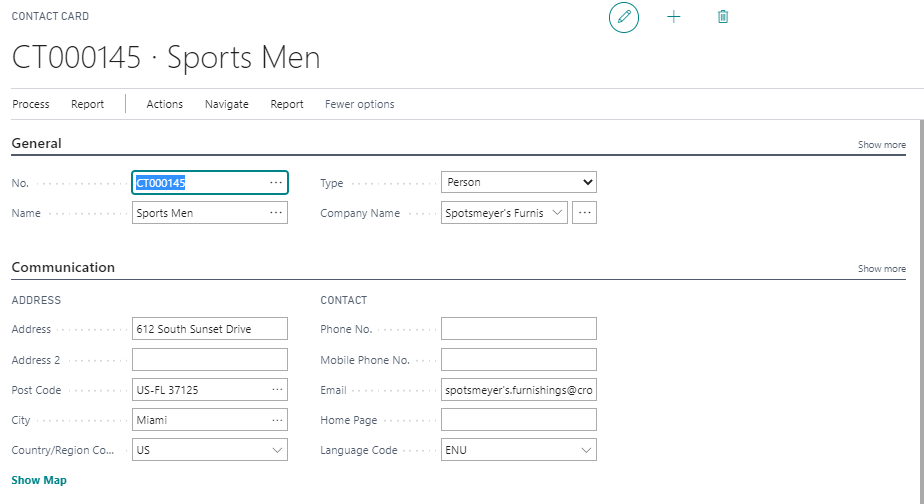 CONTACT CARD
CT000145 · Sports Men
Process Report Actions Navigate Report Fewer options
General Show more
No. CT000145 ... Type Person
Name Sports Men ... Company Name Spotsmeyer's Furnis ...
Communication Show more
ADDRESS CONTACT
Address 612 South Sunset Drive Phone No.
Address 2 Mobile Phone No.
Post Code US-FL 37125 ... Email spotsmeyer's.furnishings@cro
City Miami ... Home Page
Country/Region Co... US Language Code ENU
Show Map